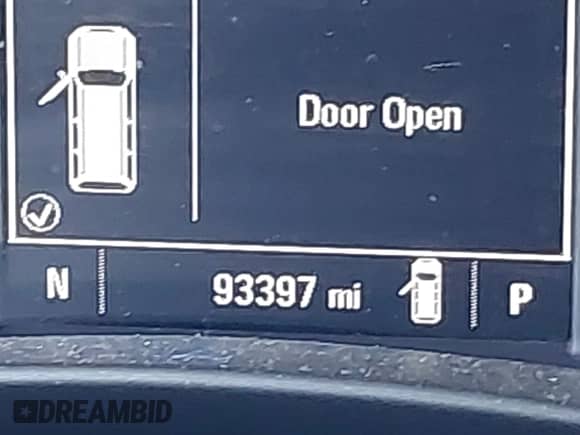 Door Open
N 93397 mi P
DREAMBID